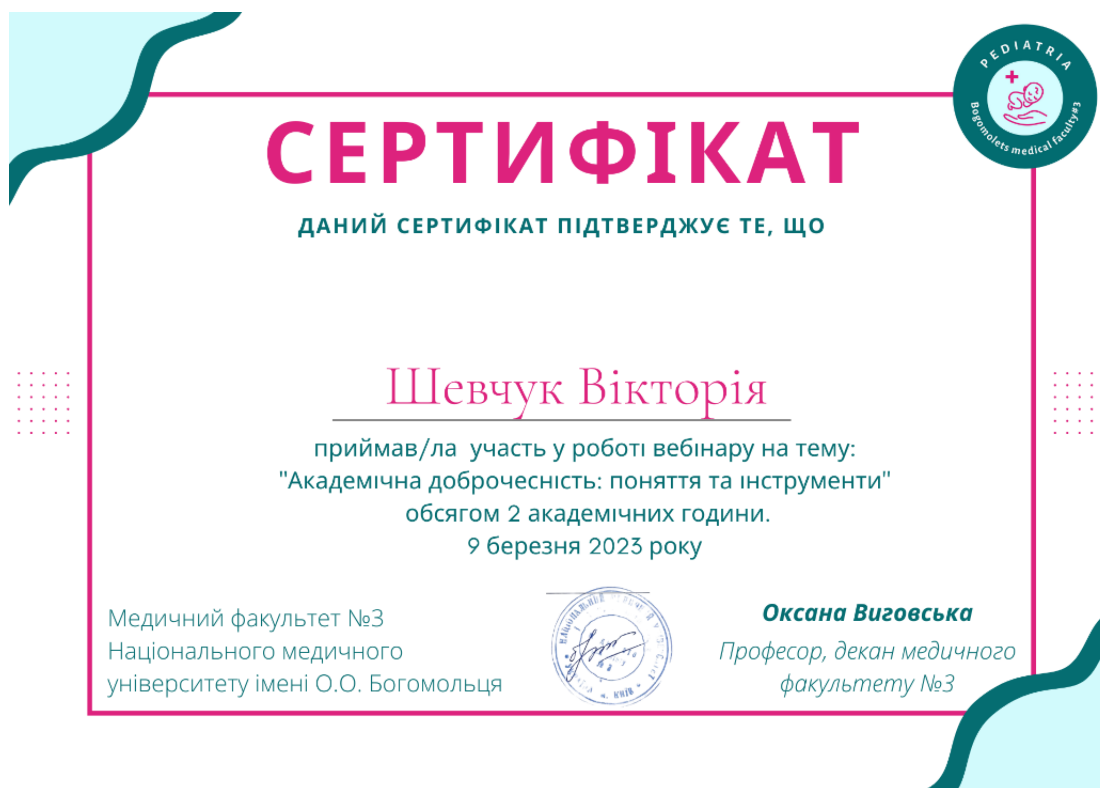 PEDIATRIA
Bogomolets medical faculty#3
СЕРТИФІКАТ
ДАНИЙ СЕРТИФІКАТ ПІДТВЕРДЖУЄ ТЕ, ЩО
Шевчук Вікторія
приймав/ла участь у роботі вебінару на тему:
"Академічна доброчесність: поняття та інструменти"
обсягом 2 академічних години.
9 березня 2023 року
Медичний факультет №3
Національного медичного
університету імені О.О. Богомольця
Оксана Виговська
Професор, декан медичного
факультету №3